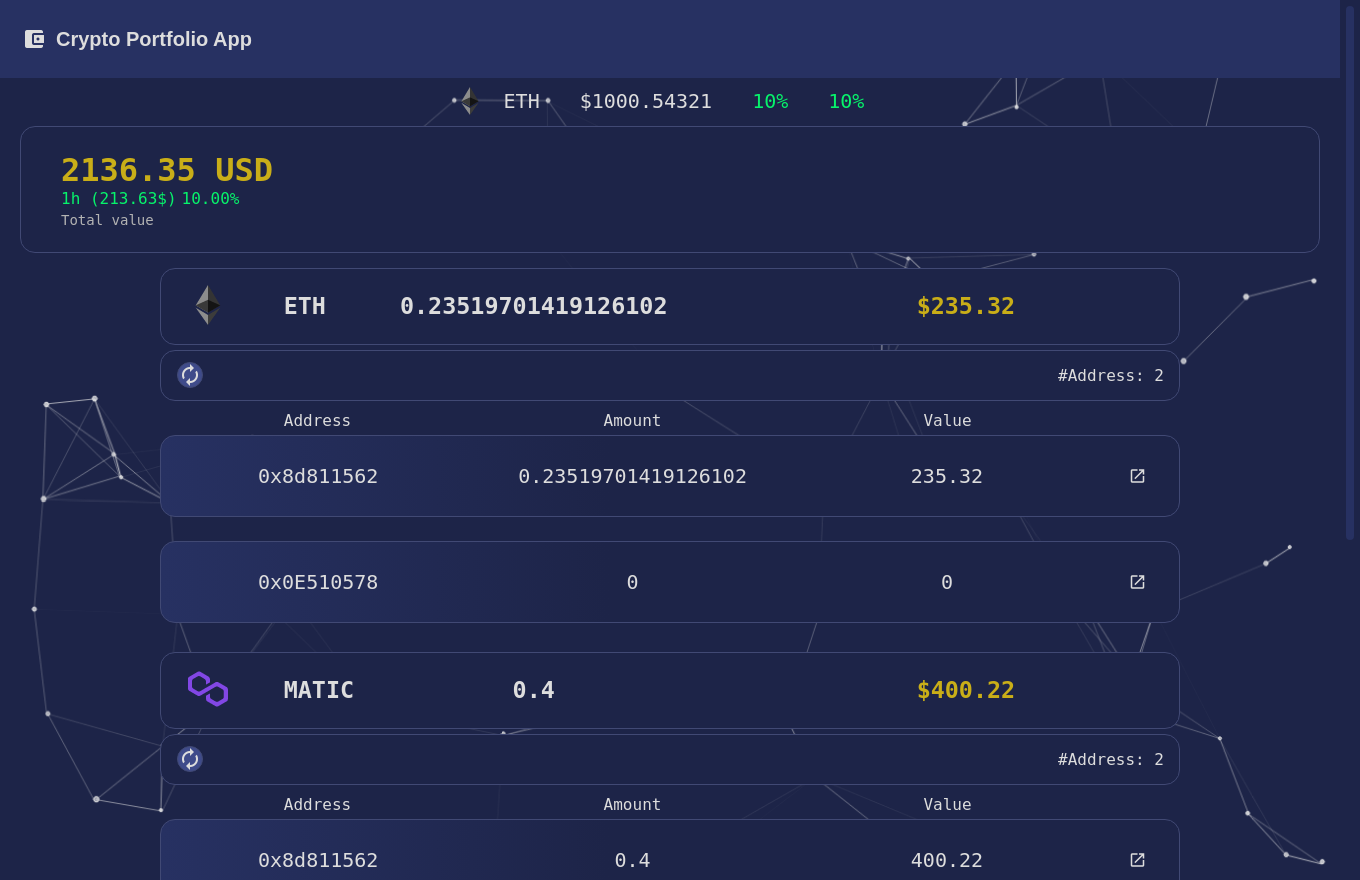 Crypto Portfolio App
ETH $1000.54321 10% 10%
2136.35 USD
1h (213.63$) 10.00%
Total value
ETH 0.23519701419126102 $235.32
#Address: 2
Address Amount Value
0x8d811562 0.23519701419126102 235.32
0x0E510578 0 0
MATIC 0.4 $400.22
#Address: 2
Address Amount Value
0x8d811562 0.4 400.22